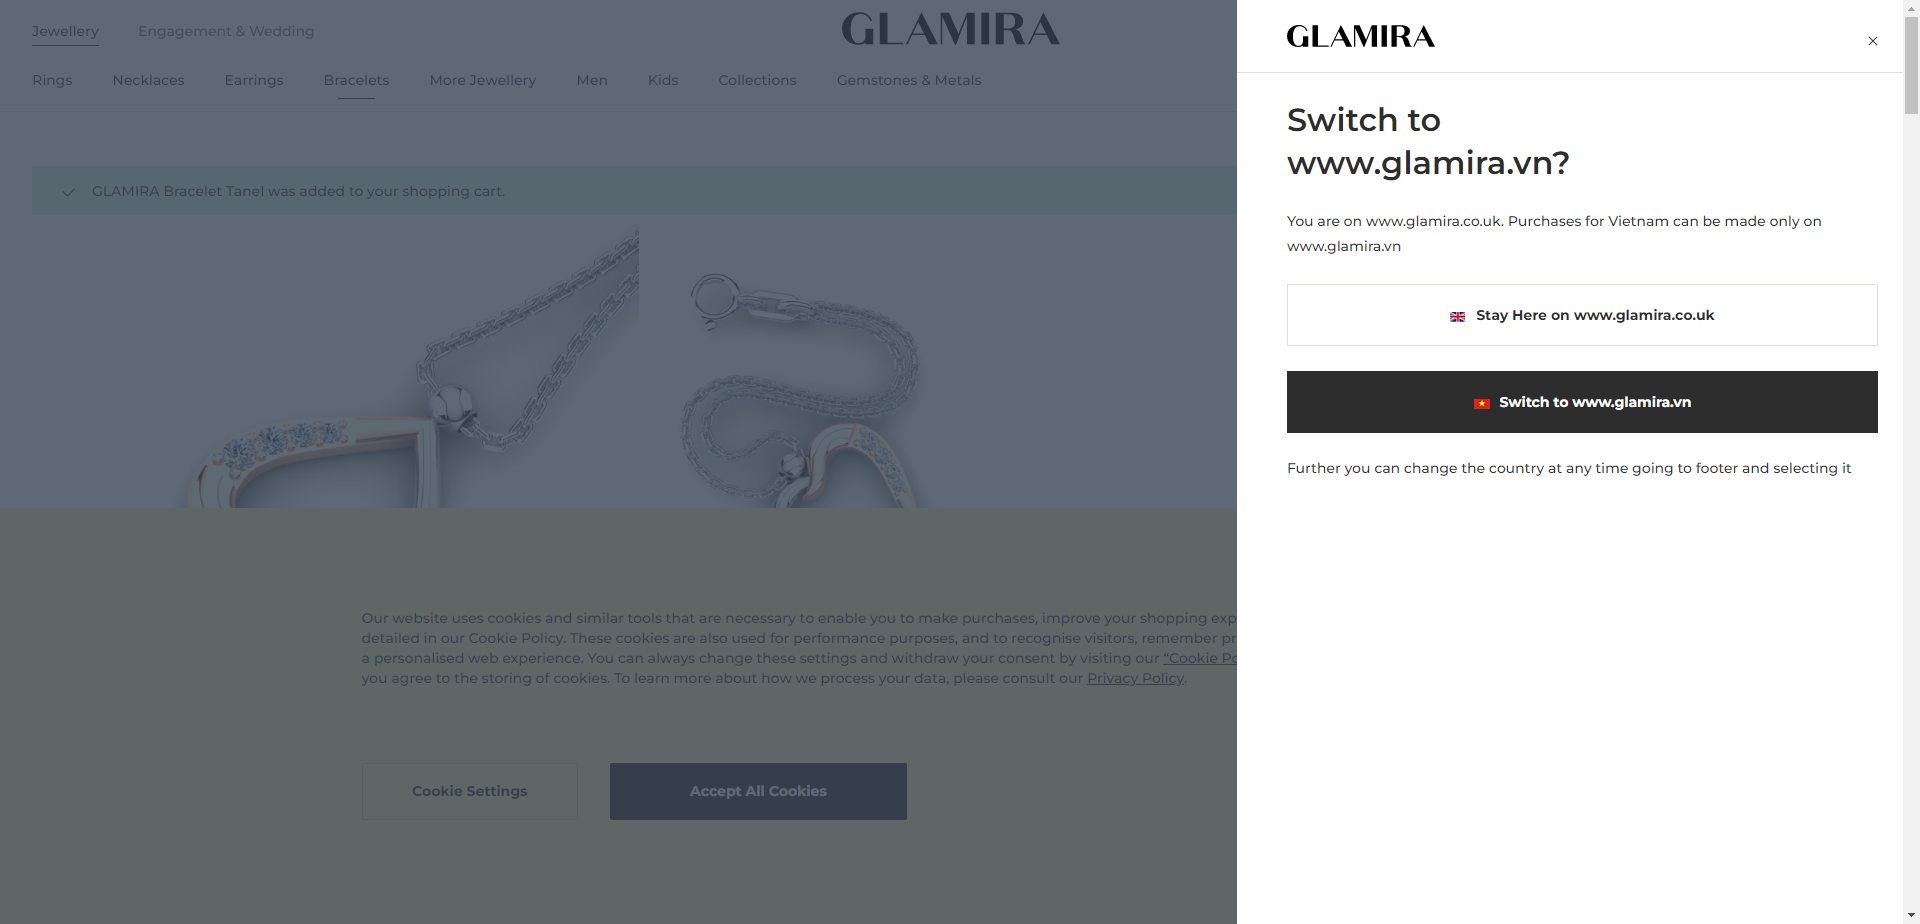 Jewellery
Engagement & Wedding
GLAMIRA
Rings
Necklaces
Earrings
Bracelets
More Jewellery
Men
Kids
Collections
Gemstones & Metals
GLAMIRA Bracelet Tanel was added to your shopping cart.
Our website uses cookies and similar tools that are necessary to enable you to make purchases, improve your shopping
detailed in our Cookie Policy. These cookies are also used for performance purposes, and to recognise visitors, remember
a personalised web experience. You can always change these settings and withdraw your consent by visiting our “Cookie
you agree to the storing of cookies. To learn more about how we process your data, please consult our Privacy Policy.
Cookie Settings
Accept All Cookies
GLAMIRA
Switch to
www.glamira.vn?
You are on www.glamira.co.uk. Purchases for Vietnam can be made only on
www.glamira.vn
Stay Here on www.glamira.co.uk
Switch to www.glamira.vn
Further you can change the country at any time going to footer and selecting it